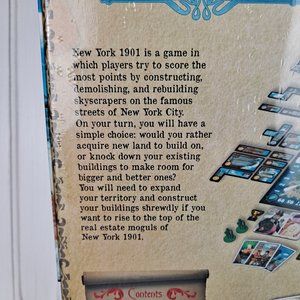 New York 1901 is a game in
which players try to score the
most points by constructing,
demolishing, and rebuilding
skyscrapers on the famous
streets of New York City.
On your turn, you will have a
simple choice: would you rather
acquire new land to build on,
or knock down your existing
buildings to make room for
bigger and better ones?
You will need to expand
your territory and construct
your buildings shrewdly if you
want to rise to the top of the
real estate moguls of
New York 1901.
Contents